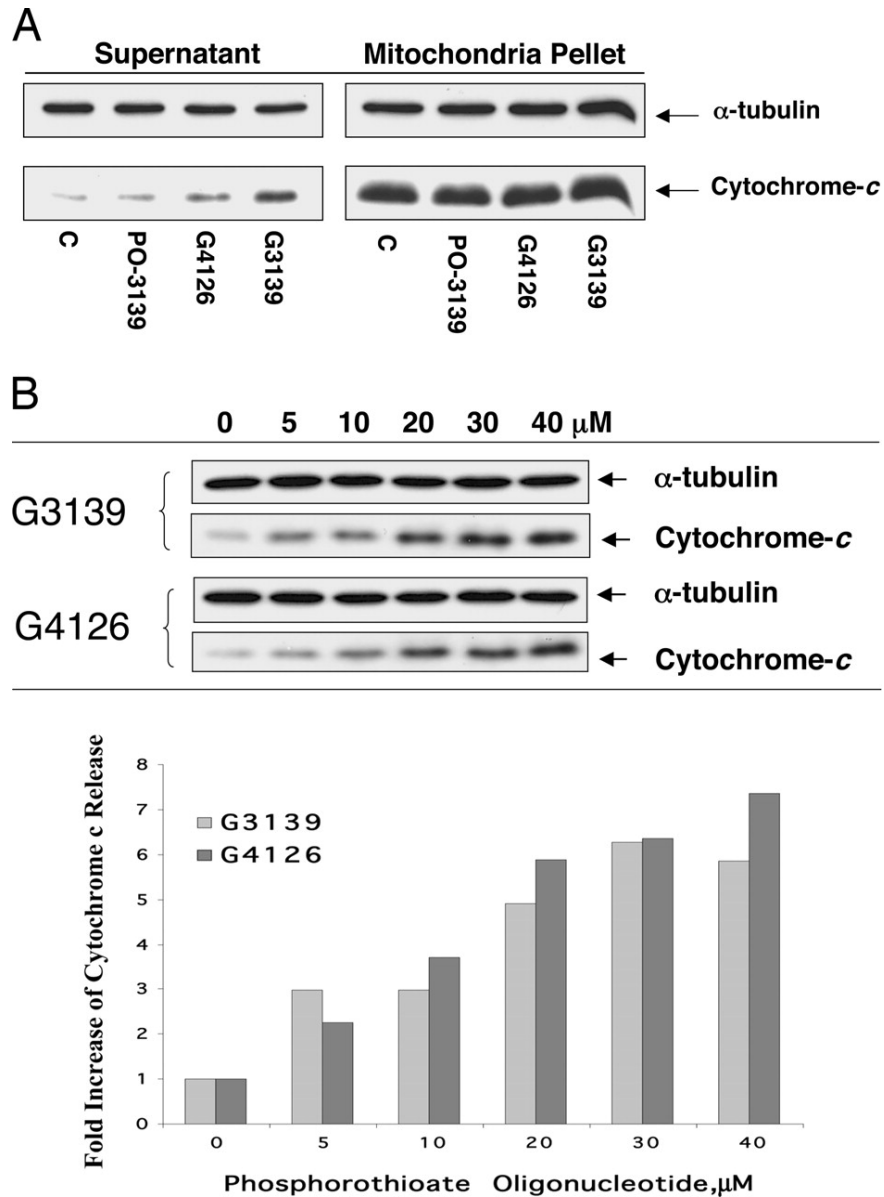 A
Supernatant Mitochondria Pellet
α-tubulin
Cytochrome-c
C PO-3139 G4126 G3139 C PO-3139 G4126 G3139
B
0 5 10 20 30 40 μM
G3139
α-tubulin
Cytochrome-c
G4126
α-tubulin
Cytochrome-c
Fold Increase of Cytochrome c Release
8
7
6
5
4
3
2
1
0
G3139
G4126
0 5 10 20 30 40
Phosphorothioate Oligonucleotide,μM